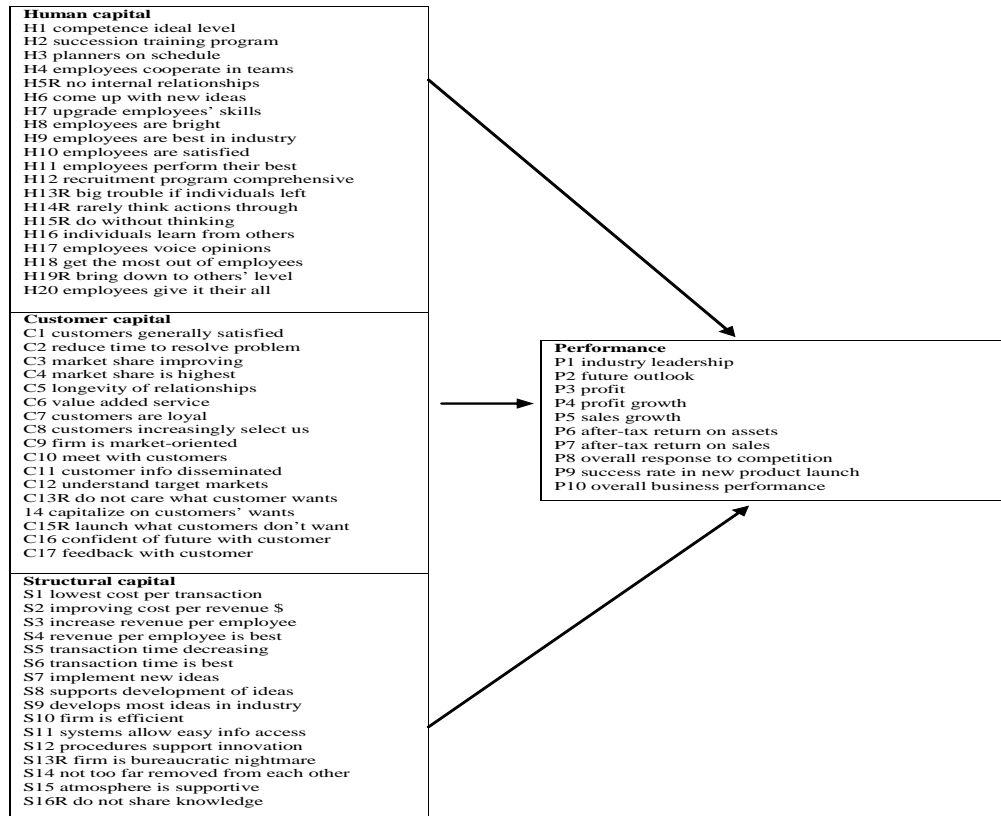 Human capital
H1 competence ideal level
H2 succession training program
H3 planners on schedule
H4 employees cooperate in teams
H5R no internal relationships
H6 come up with new ideas
H7 upgrade employees’ skills
H8 employees are bright
H9 employees are best in industry
H10 employees are satisfied
H11 employees perform their best
H12 recruitment program comprehensive
H13R big trouble if individuals left
H14R rarely think actions through
H15R do without thinking
H16 individuals learn from others
H17 employees voice opinions
H18 get the most out of employees
H19R bring down to others’ level
H20 employees give it their all
Customer capital
C1 customers generally satisfied
C2 reduce time to resolve problem
C3 market share improving
C4 market share is highest
C5 longevity of relationships
C6 value added service
C7 customers are loyal
C8 customers increasingly select us
C9 firm is market-oriented
C10 meet with customers
C11 customer info disseminated
C12 understand target markets
C13R do not care what customer wants
14 capitalize on customers’ wants
C15R launch what customers don’t want
C16 confident of future with customer
C17 feedback with customer
Structural capital
S1 lowest cost per transaction
S2 improving cost per revenue $
S3 increase revenue per employee
S4 revenue per employee is best
S5 transaction time decreasing
S6 transaction time is best
S7 implement new ideas
S8 supports development of ideas
S9 develops most ideas in industry
S10 firm is efficient
S11 systems allow easy info access
S12 procedures support innovation
S13R firm is bureaucratic nightmare
S14 not too far removed from each other
S15 atmosphere is supportive
S16R do not share knowledge
Performance
P1 industry leadership
P2 future outlook
P3 profit
P4 profit growth
P5 sales growth
P6 after-tax return on assets
P7 after-tax return on sales
P8 overall response to competition
P9 success rate in new product launch
P10 overall business performance